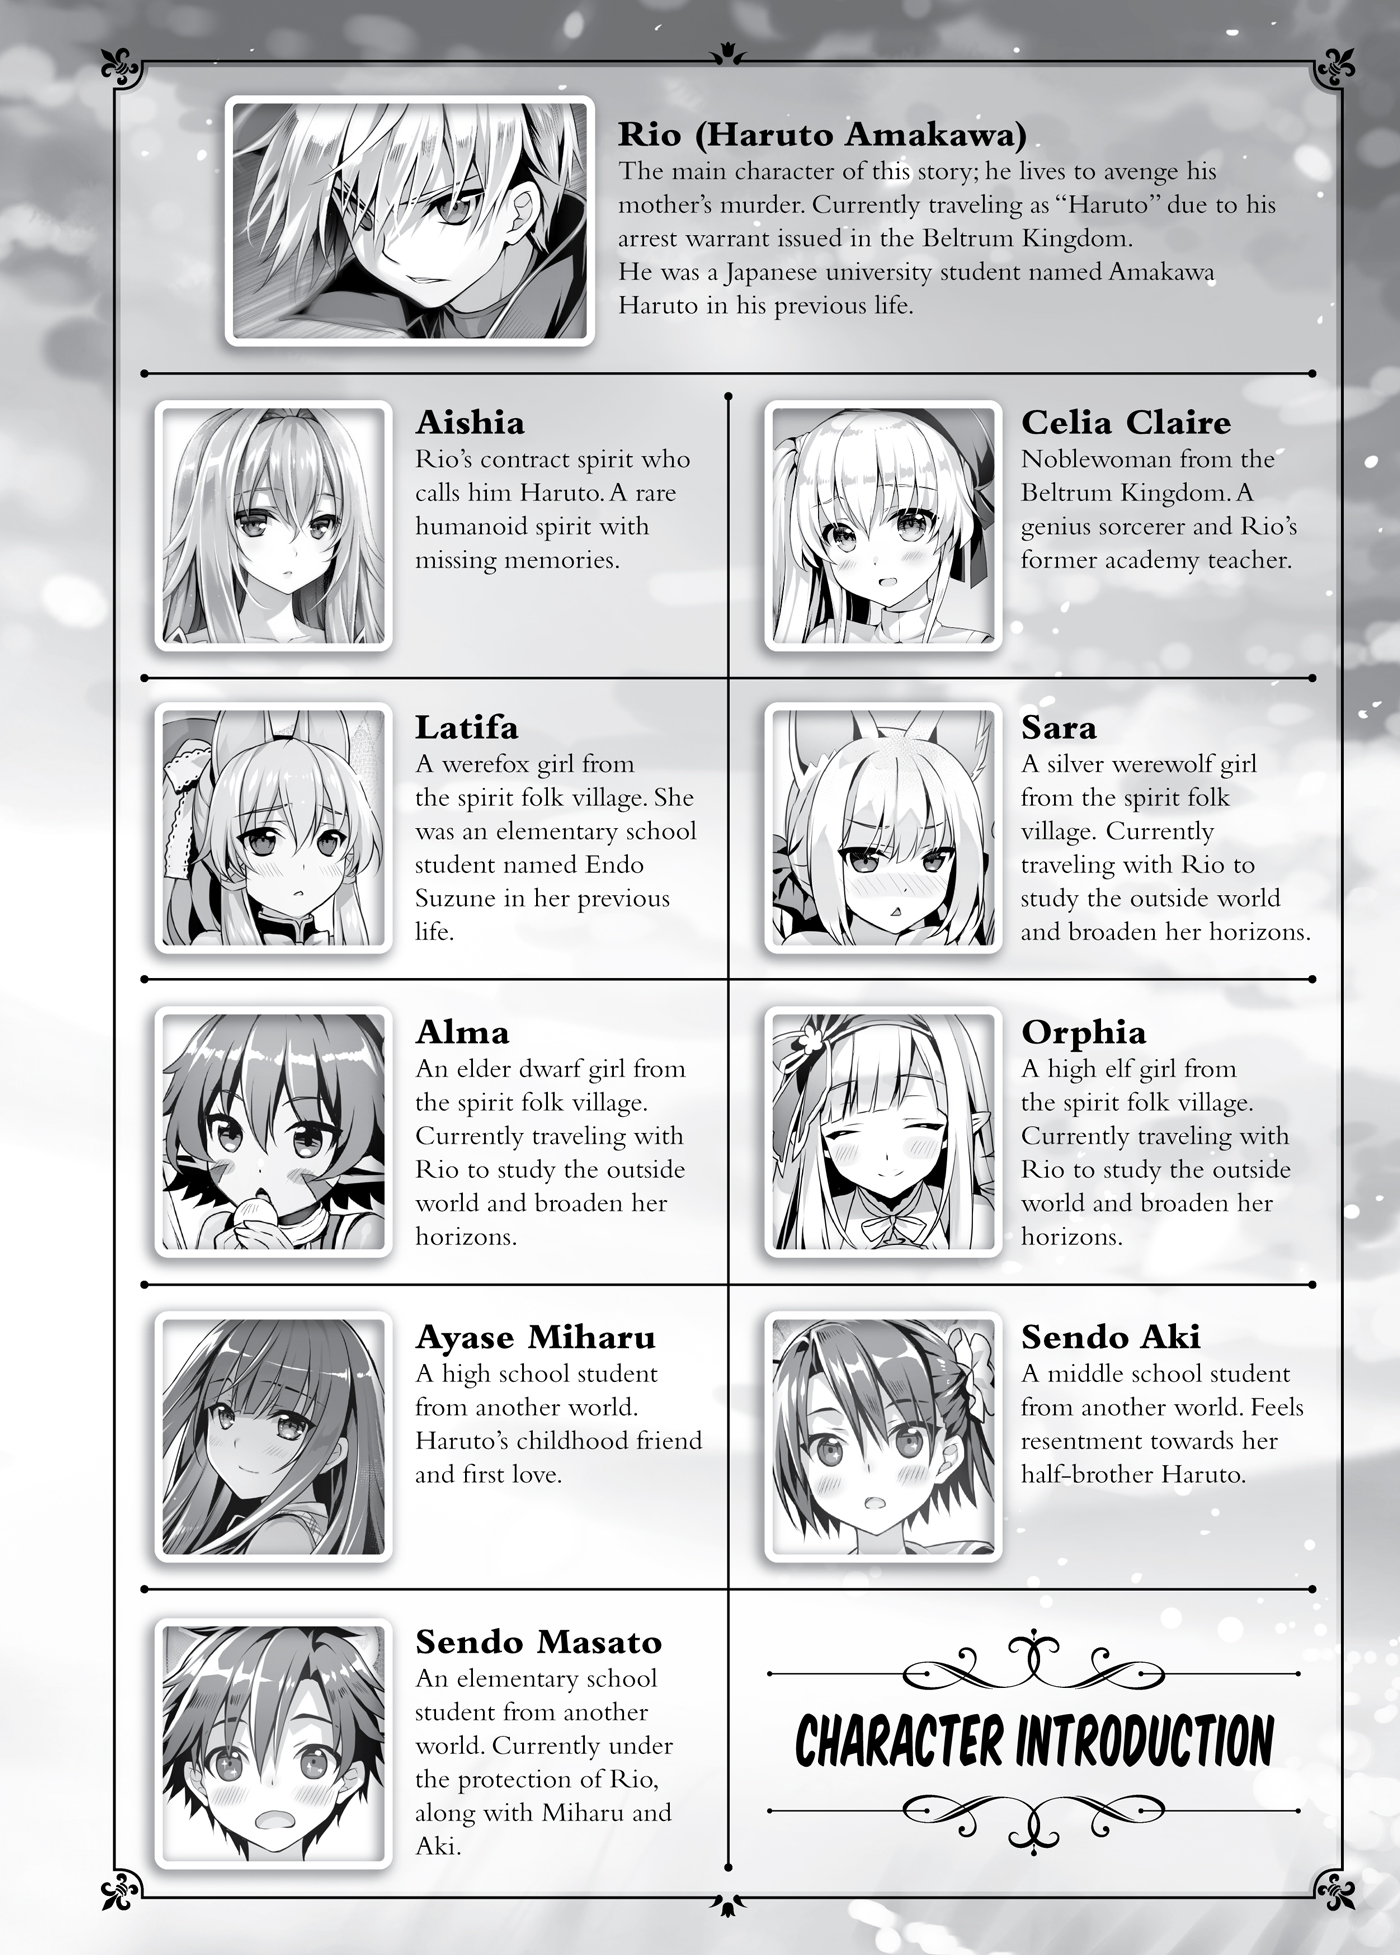 Rio (Haruto Amakawa)
The main character of this story; he lives to avenge his
mother's murder. Currently traveling as “Haruto” due to his
arrest warrant issued in the Beltrum Kingdom.
He was a Japanese university student named Amakawa
Haruto in his previous life.
Aishia
Rio's contract spirit who
calls him Haruto. A rare
humanoid spirit with
missing memories.
Celia Claire
Noblewoman from the
Beltrum Kingdom. A
genius sorcerer and Rio's
former academy teacher.
Latifa
A werefox girl from
the spirit folk village. She
was an elementary school
student named Endo
Suzune in her previous
life.
Sara
A silver werewolf girl
from the spirit folk
village. Currently
traveling with Rio to
study the outside world
and broaden her horizons.
Alma
An elder dwarf girl from
the spirit folk village.
Currently traveling with
Rio to study the outside
world and broaden her
horizons.
Orphia
A high elf girl from
the spirit folk village.
Currently traveling with
Rio to study the outside
world and broaden her
horizons.
Ayase Miharu
A high school student
from another world.
Haruto's childhood friend
and first love.
Sendo Aki
A middle school student
from another world. Feels
resentment towards her
half-brother Haruto.
Sendo Masato
An elementary school
student from another
world. Currently under
the protection of Rio,
along with Miharu and
Aki.
CHARACTER INTRODUCTION